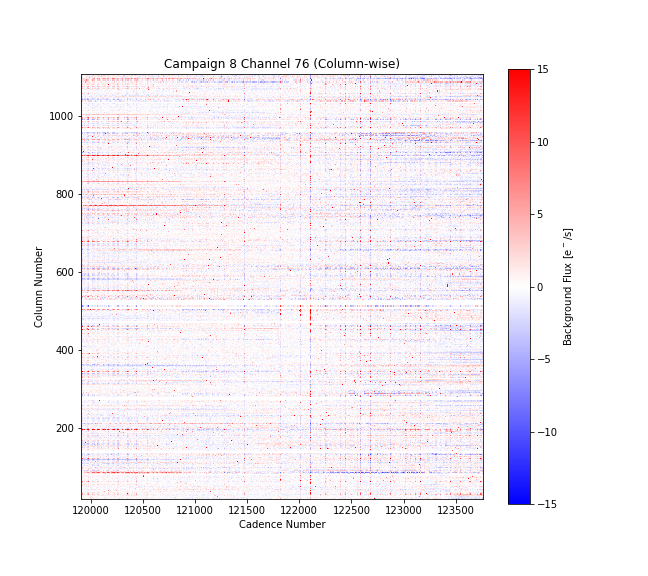 Campaign 8 Channel 76 (Column-wise)
Column Number
1000
800
600
400
200
120000 120500 121000 121500 122000 122500 123000 123500
Cadence Number
15
10
5
0
−5
−10
−15
Background Flux [e⁻/s]